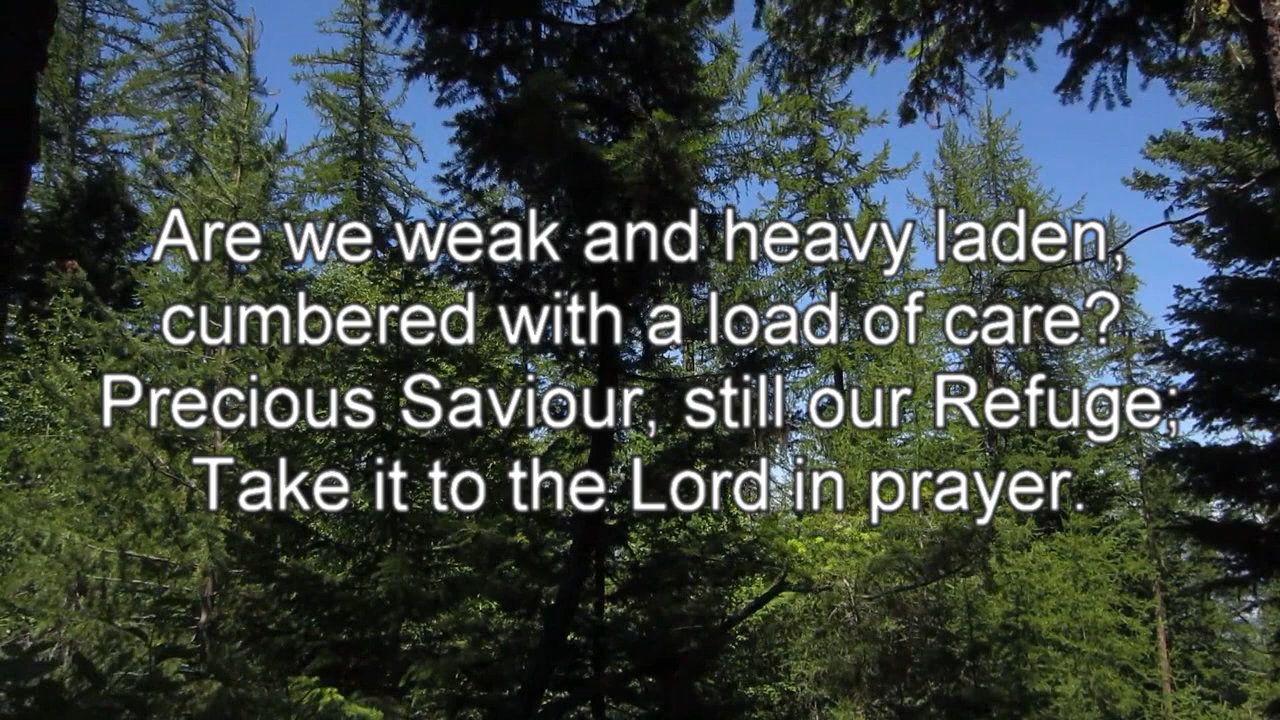 Are we weak and heavy laden,
cumbered with a load of care?
Precious Saviour, still our Refuge;
Take it to the Lord in prayer.